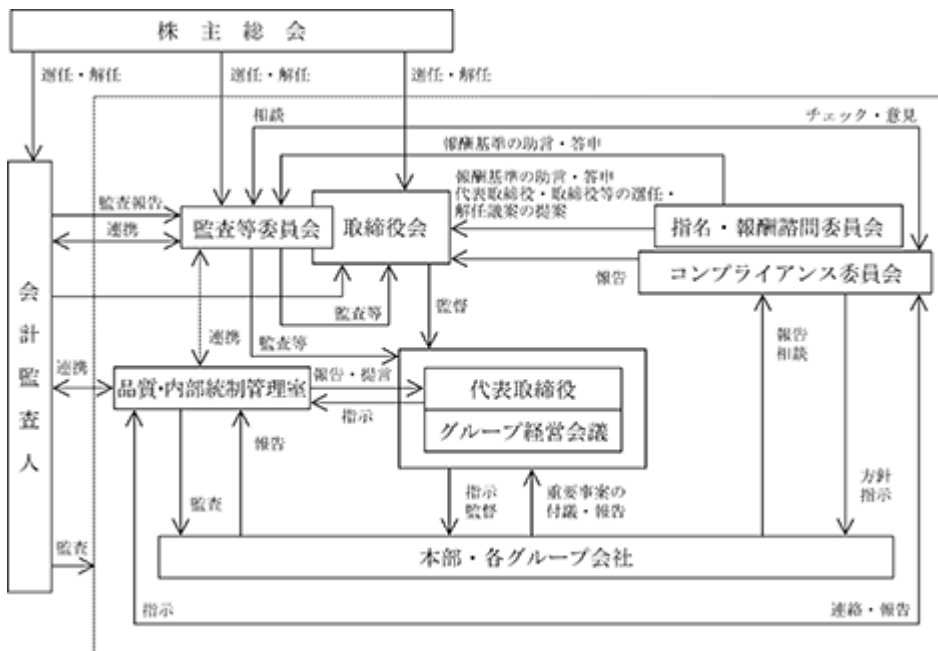 株主総会
選任・解任
選任・解任
選任・解任
相談
チェック・意見
報酬基準の助言・答申
報酬基準の助言・答申
代表取締役・取締役等の選任・
解任議案の提案
監査報告
連携
監査等委員会
取締役会
指名・報酬諮問委員会
コンプライアンス委員会
報告
会計監査人
監査等
監督
連携
監査等
報告
相談
連携
品質・内部統制管理室
報告・提言
指示
代表取締役
グループ経営会議
報告
監査
指示
監督
重要事案の
付議・報告
方針
指示
監査
本部・各グループ会社
指示
連絡・報告